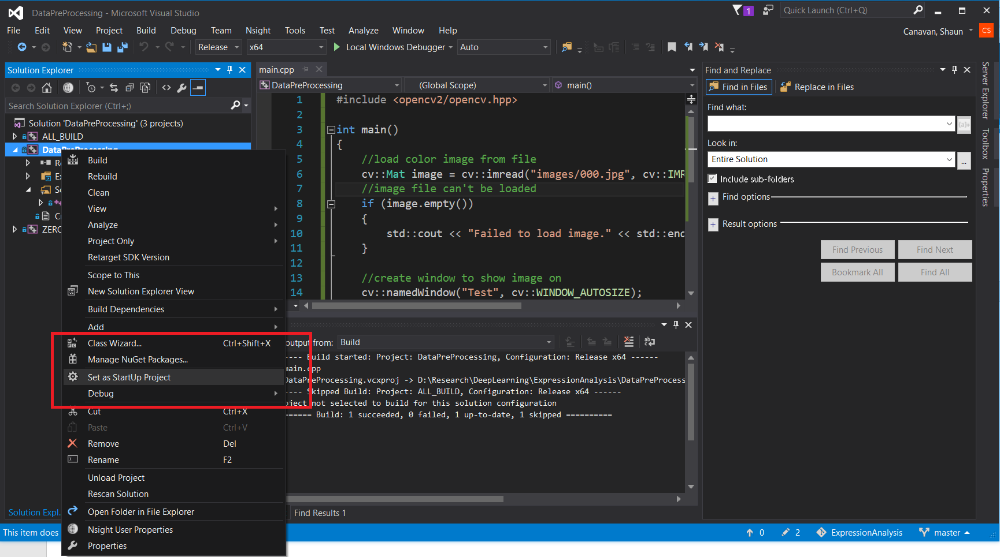 DataPreProcessing - Microsoft Visual Studio
1
Quick Launch (Ctrl+Q)
File Edit View Project Build Debug Team Nsight Tools Test Analyze Window Help
Canavan, Shaun
CS
Release
x64
Local Windows Debugger
Auto
Solution Explorer
Search Solution Explorer (Ctrl+;)
Solution 'DataPreProcessing' (3 projects)
ALL_BUILD
Build
Rebuild
Clean
View
Analyze
Project Only
Retarget SDK Version
Scope to This
New Solution Explorer View
Build Dependencies
Add
Class Wizard... Ctrl+Shift+X
Manage NuGet Packages...
Set as StartUp Project
Debug
Cut Ctrl+X
Paste Ctrl+V
Remove Del
Rename F2
Unload Project
Rescan Solution
Open Folder in File Explorer
Nsight User Properties
Properties
Solution Expl.
main.cpp
DataPreProcessing
(Global Scope)
main()
1 #include <opencv2/opencv.hpp>
2
3 int main()
4 {
5 //load color image from file
6 cv::Mat image = cv::imread("images/000.jpg", cv::IMR
7 //image file can't be loaded
8 if (image.empty())
9 {
10 std::cout << "Failed to load image." << std::end
11 }
12
13 //create window to show image on
14 cv::namedWindow("Test", cv::WINDOW_AUTOSIZE);
output from: Build
---- Build started: Project: DataPreProcessing, Configuration: Release x64 ------
main.cpp
DataPreProcessing.vcxproj -> D:\Research\DeepLearning\ExpressionAnalysis\DataPreProcess
---- Skipped Build: Project: ALL_BUILD, Configuration: Release x64 ------
oject not selected to build for this solution configuration
====== Build: 1 succeeded, 0 failed, 1 up-to-date, 1 skipped ==========
Find Results 1
Find and Replace
Find in Files
Replace in Files
Find what:
Look in:
Entire Solution
...
Include sub-folders
Find options
Result options
Find Previous
Find Next
Bookmark All
Find All
Server Explorer
Toolbox
Properties
This item does
0
2
ExpressionAnalysis
master